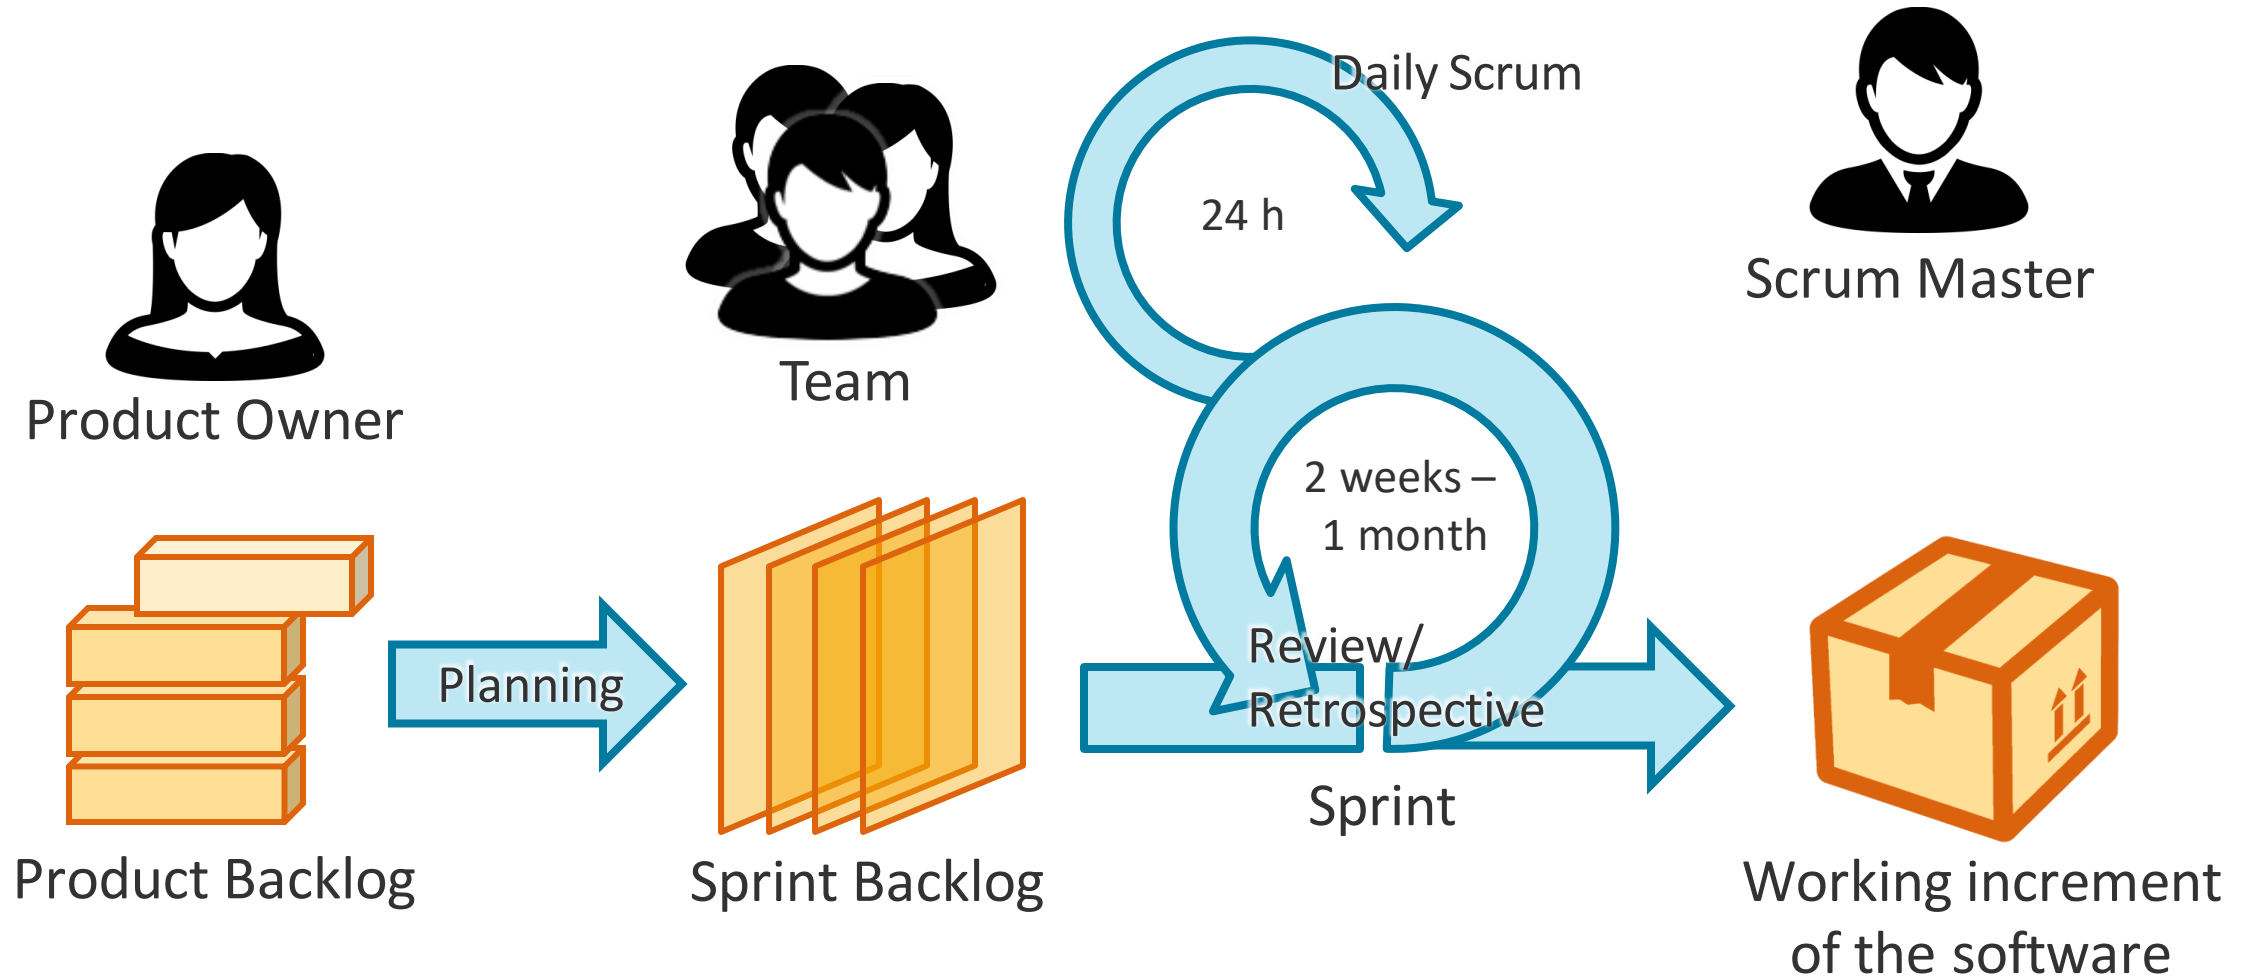 Daily Scrum
24 h
Scrum Master
Team
Product Owner
2 weeks –
1 month
Planning
Review/
Retrospective
Sprint
Product Backlog
Sprint Backlog
Working increment
of the software